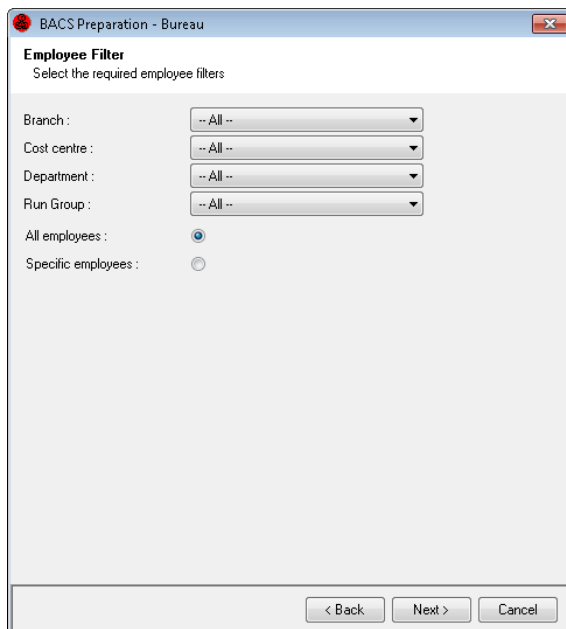 BACS Preparation - Bureau
Employee Filter
Select the required employee filters
Branch : -- All --
Cost centre : -- All --
Department : -- All --
Run Group : -- All --
All employees :
Specific employees :
< Back Next > Cancel